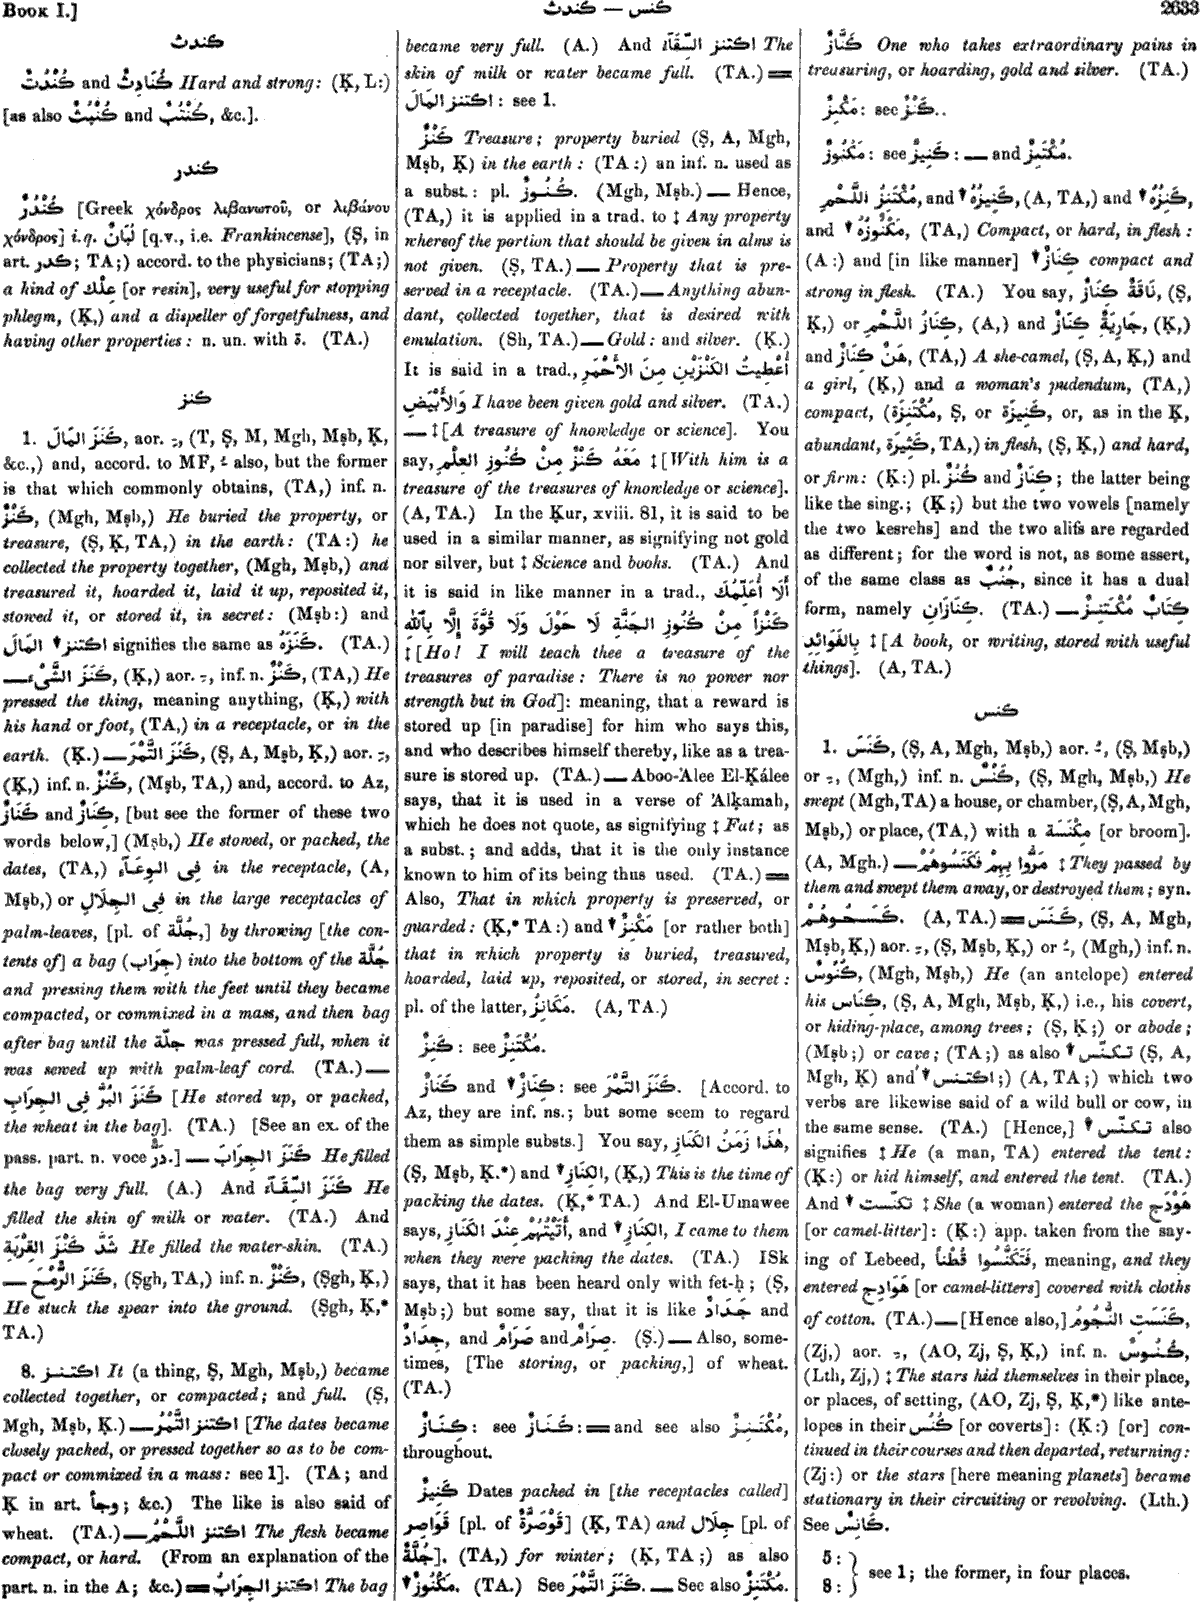 Book I.]
كنس — كندث
2633
كندث
كُنْدُثٌ and كُنَادِثٌ Hard and strong: (Ḳ, L:)
[as also كُنْبُثٌ and كُنْتُبٌ, &c.].
كندر
كُنْدُرٌ [Greek χόνδρος λιβανωτοῦ, or λιβάνου
χόνδρος] i.q. لُبَانٌ [q.v., i.e. Frankincense], (Ṣ, in
art. كدر; TA;) accord. to the physicians; (TA;)
a kind of عِلْك [or resin], very useful for stopping
phlegm, (Ḳ,) and a dispeller of forgetfulness, and
having other properties: n. un. with ة. (TA.)
كنز
1. كَنَزَ المَالَ, aor. ـِ, (T, Ṣ, M, Mgh, Mṣb, Ḳ,
&c.,) and, accord. to MF, ـُ also, but the former
is that which commonly obtains, (TA,) inf. n.
كَنْزٌ, (Mgh, Mṣb,) He buried the property, or
treasure, (Ṣ, Ḳ, TA,) in the earth: (TA:) he
collected the property together, (Mgh, Mṣb,) and
treasured it, hoarded it, laid it up, reposited it,
stowed it, or stored it, in secret: (Mṣb:) and
اكتنز المَالَ signifies the same as كَنَزَهُ. (TA.)
— كَنَزَ الشَّىْءَ, (Ḳ,) aor. ـِ, inf. n. كَنْزٌ, (TA,) He
pressed the thing, meaning anything, (Ḳ,) with
his hand or foot, (TA,) in a receptacle, or in the
earth. (Ḳ.) — كَنَزَ التَّمْرَ, (Ṣ, A, Mṣb, Ḳ,) aor. ـِ,
(Ḳ,) inf. n. كَنْزٌ, (Mṣb, TA,) and, accord. to Az,
كَنَازٌ and كِنَازٌ, [but see the former of these two
words below,] (Mṣb,) He stowed, or packed, the
dates, (TA,) فِى الوِعَآءِ in the receptacle, (A,
Mṣb,) or فِى الجِلَالِ in the large receptacles of
palm-leaves, [pl. of جُلَّة,] by throwing [the con-
tents of] a bag (جِرَاب) into the bottom of the جُلَّة
and pressing them with the feet until they became
compacted, or commixed in a mass, and then bag
after bag until the جلّة was pressed full, when it
was sewed up with palm-leaf cord. (TA.) —
كَنَزَ البُرَّ فِى الجِرَابِ [He stored up, or packed,
the wheat in the bag]. (TA.) [See an ex. of the
pass. part. n. voce دَرٌّ.] — كَنَزَ الجِرَابَ He filled
the bag very full. (A.) And كَنَزَ السِّقَآءَ He
filled the skin of milk or water. (TA.) And
شَدَّ كَنْزَ القِرْبَةِ He filled the water-skin. (TA.)
— كَنَزَ الرُّمْحَ, (Ṣgh, TA,) inf. n. كَنْزٌ, (Ṣgh, Ḳ,)
He stuck the spear into the ground. (Ṣgh, Ḳ,*
TA.)
8. اكتنز It (a thing, Ṣ, Mgh, Mṣb,) became
collected together, or compacted; and full. (Ṣ,
Mgh, Mṣb, Ḳ.) — اكتنز التَّمْرُ [The dates became
closely packed, or pressed together so as to be com-
pact or commixed in a mass: see 1]. (TA; and
Ḳ in art. وجأ; &c.) The like is also said of
wheat. (TA.) — اكتنز اللَّحْمُ The flesh became
compact, or hard. (From an explanation of the
part. n. in the A; &c.) = اكتنز الجِرَابُ The bag
became very full. (A.) And اكتنز السِّقَآءُ The
skin of milk or water became full. (TA.) =
اكتنز المَالَ: see 1.
كَنْزٌ Treasure; property buried (Ṣ, A, Mgh,
Mṣb, Ḳ) in the earth: (TA:) an inf. n. used as
a subst.: pl. كُنُوزٌ. (Mgh, Mṣb.) — Hence,
(TA,) it is applied in a trad. to ‡ Any property
whereof the portion that should be given in alms is
not given. (Ṣ, TA.) — Property that is pre-
served in a receptacle. (TA.) — Anything abun-
dant, collected together, that is desired with
emulation. (Sh, TA.) — Gold: and silver. (Ḳ.)
It is said in a trad., أُعْطِيتُ الكَنْزَيْنِ مِنَ الأَحْمَرِ
وَالأَبْيَضِ I have been given gold and silver. (TA.)
— ‡ [A treasure of knowledge or science]. You
say, مَعَهُ كَنْزٌ مِنْ كُنُوزِ العِلْمِ ‡ [With him is a
treasure of the treasures of knowledge or science].
(A, TA.) In the Ḳur, xviii. 81, it is said to be
used in a similar manner, as signifying not gold
nor silver, but ‡ Science and books. (TA.) And
it is said in like manner in a trad., أَلَا أُعَلِّمُكَ
كَنْزاً مِنْ كُنُوزِ الجَنَّةِ لَا حَوْلَ وَلَا قُوَّةَ إِلَّا بِٱللّٰهِ
‡ [Ho! I will teach thee a treasure of the
treasures of paradise: There is no power nor
strength but in God]: meaning, that a reward is
stored up [in paradise] for him who says this,
and who describes himself thereby, like as a trea-
sure is stored up. (TA.) — Aboo-'Alee El-Ḳálee
says, that it is used in a verse of 'Alḳamah,
which he does not quote, as signifying ‡ Fat; as
a subst.; and adds, that it is the only instance
known to him of its being thus used. (TA.) =
Also, That in which property is preserved, or
guarded: (Ḳ,* TA:) and مَكْنِزٌ [or rather both]
that in which property is buried, treasured,
hoarded, laid up, reposited, or stored, in secret:
pl. of the latter, مَكَانِزُ. (A, TA.)
كَنِزٌ: see مُكْتَنِزٌ.
كَنَازٌ and كِنَازٌ: see كَنَزَ التَّمْرَ. [Accord. to
Az, they are inf. ns.; but some seem to regard
them as simple substs.] You say, هٰذَا زَمَنُ الكَنَازِ,
(Ṣ, Mṣb, Ḳ.*) and الكِنَازِ, (Ḳ,) This is the time of
packing the dates. (Ḳ,* TA.) And El-Umawee
says, أَتَيْتُهُمْ عِنْدَ الكَنَازِ, and الكِنَازِ, I came to them
when they were packing the dates. (TA.) ISk
says, that it has been heard only with fet-ḥ; (Ṣ,
Mṣb;) but some say, that it is like جَدَادٌ and
جِدَادٌ, and صَرَامٌ and صِرَامٌ. (Ṣ.) — Also, some-
times, [The storing, or packing,] of wheat.
(TA.)
كِنَازٌ: see كَنَازٌ: = and see also مُكْتَنِزٌ,
throughout.
كَنِيزٌ Dates packed in [the receptacles called]
قَوَاصِر [pl. of قَوْصَرَّةٌ] (Ḳ, TA) and جِلَال [pl. of
جُلَّةٌ], (TA,) for winter; (Ḳ, TA;) as also
مَكْنُوزٌ. (TA.) See كَنَزَ التَّمْرَ. — See also مُكْتَنِزٌ.
كَنَّازٌ One who takes extraordinary pains in
treasuring, or hoarding, gold and silver. (TA.)
مَكْنِزٌ: see كَنْزٌ..
مَكْنُوزٌ: see كَنِيزٌ: — and مُكْتَنِزٌ.
مُكْتَنِزُ اللَّحْمِ, and كَنِيزُهُ, (A, TA,) and كَنِزُهُ,
and مَكْنُوزُهُ, (TA,) Compact, or hard, in flesh:
(A:) and [in like manner] كِنَازٌ compact and
strong in flesh. (TA.) You say, نَاقَةٌ كِنَازٌ, (Ṣ,
Ḳ,) or كِنَازُ اللَّحْمِ, (A,) and جَارِيَةٌ كِنَازٌ, (Ḳ,)
and هَنٌ كِنَازٌ, (TA,) A she-camel, (Ṣ, A, Ḳ,) and
a girl, (Ḳ,) and a woman's pudendum, (TA,)
compact, (مُكْتَنِزَة, Ṣ, or كَنِيزَة, or, as in the Ḳ,
abundant, كَثِيرَة, TA,) in flesh, (Ṣ, Ḳ,) and hard,
or firm: (Ḳ:) pl. كُنُزٌ and كِنَازٌ; the latter being
like the sing.; (Ḳ;) but the two vowels [namely
the two kesrehs] and the two alifs are regarded
as different; for the word is not, as some assert,
of the same class as جُنُبٌ, since it has a dual
form, namely كِنَازَانِ. (TA.) — كِتَابٌ مُكْتَنِزٌ
بِالفَوَائِدِ ‡ [A book, or writing, stored with useful
things]. (A, TA.)
كنس
1. كَنَسَ, (Ṣ, A, Mgh, Mṣb,) aor. ـُ, (Ṣ, Mṣb,)
or ـِ, (Mgh,) inf. n. كَنْسٌ, (Ṣ, Mgh, Mṣb,) He
swept (Mgh, TA) a house, or chamber, (Ṣ, A, Mgh,
Mṣb,) or place, (TA,) with a مِكْنَسَة [or broom].
(A, Mgh.) — مَرُّوا بِهِمْ فَكَنَسُوهُمْ ‡ They passed by
them and swept them away, or destroyed them; syn.
كَسَحُوهُمْ. (A, TA.) = كَنَسَ, (Ṣ, A, Mgh,
Mṣb, Ḳ,) aor. ـِ, (Ṣ, Mṣb, Ḳ,) or ـُ, (Mgh,) inf. n.
كُنُوسٌ, (Mgh, Mṣb,) He (an antelope) entered
his كِنَاس, (Ṣ, A, Mgh, Mṣb, Ḳ,) i.e., his covert,
or hiding-place, among trees; (Ṣ, Ḳ;) or abode;
(Mṣb;) or cave; (TA;) as also تكنّس (Ṣ, A,
Mgh, Ḳ) and اكتنس;) (A, TA;) which two
verbs are likewise said of a wild bull or cow, in
the same sense. (TA.) [Hence,] تكنّس also
signifies ‡ He (a man, TA) entered the tent:
(Ḳ:) or hid himself, and entered the tent. (TA.)
And تكنّست ‡ She (a woman) entered the هَوْدَج
[or camel-litter]: (Ḳ:) app. taken from the say-
ing of Lebeed, فَتَكَنَّسُوا قُطْناً, meaning, and they
entered هَوَادِج [or camel-litters] covered with cloths
of cotton. (TA.) — [Hence also,] كَنَسَتِ النُّجُومُ,
(Zj,) aor. ـِ, (AO, Zj, Ṣ, Ḳ,) inf. n. كُنُوسٌ,
(Lth, Zj,) ‡ The stars hid themselves in their place,
or places, of setting, (AO, Zj, Ṣ, Ḳ,*) like ante-
lopes in their كُنُس [or coverts]: (Ḳ:) [or] con-
tinued in their courses and then departed, returning:
(Zj:) or the stars [here meaning planets] became
stationary in their circuiting or revolving. (Lth.)
See كَانِسٌ.
5: }
8: } see 1; the former, in four places.